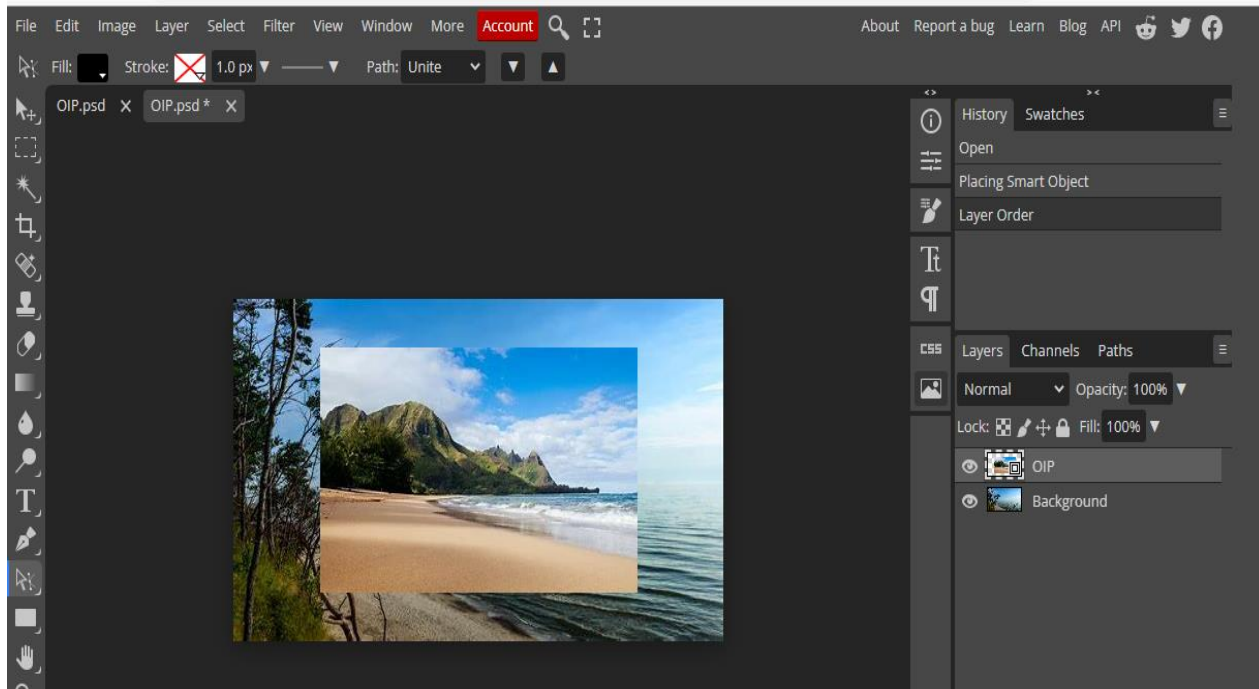 File Edit Image Layer Select Filter View Window More Account About Report a bug Learn Blog API
Fill: Stroke: 1.0 px Path: Unite
OIP.psd OIP.psd *
History Swatches
Open
Placing Smart Object
Layer Order
Tt
CSS
Layers Channels Paths
Normal Opacity: 100%
Lock: Fill: 100%
OIP
Background
T